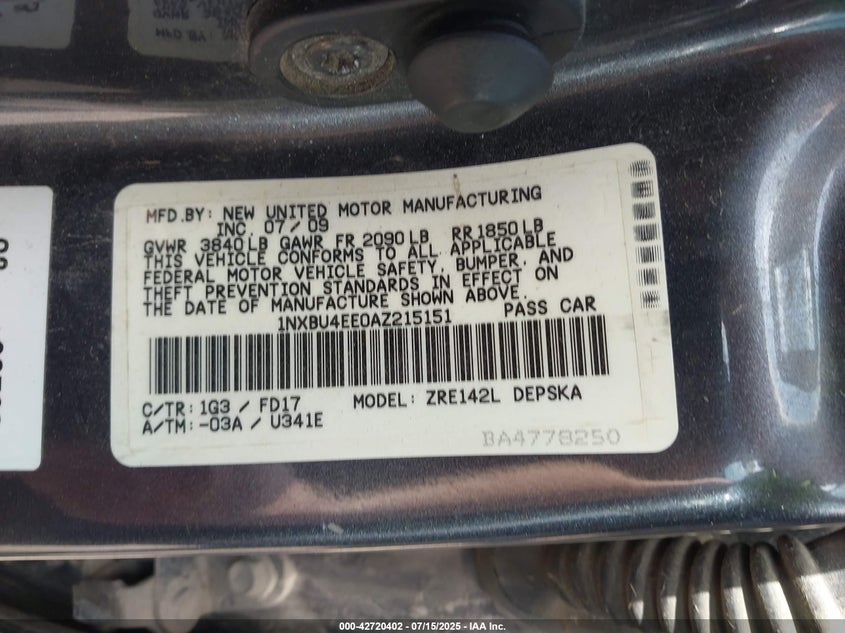 MFD.BY: NEW UNITED MOTOR MANUFACTURING
INC. 07/09
GVWR 3840LB GAWR FR 2090LB RR1850LB
THIS VEHICLE CONFORMS TO ALL APPLICABLE
FEDERAL MOTOR VEHICLE SAFETY, BUMPER, AND
THEFT PREVENTION STANDARDS IN EFFECT ON
THE DATE OF MANUFACTURE SHOWN ABOVE.
1NXBU4EE0AZ215151 PASS CAR
C/TR: 1G3 / FD17 MODEL: ZRE142L DEPSKA
A/TM: -03A / U341E
BA4778250
000-42720402 - 07/15/2025 - IAA Inc.